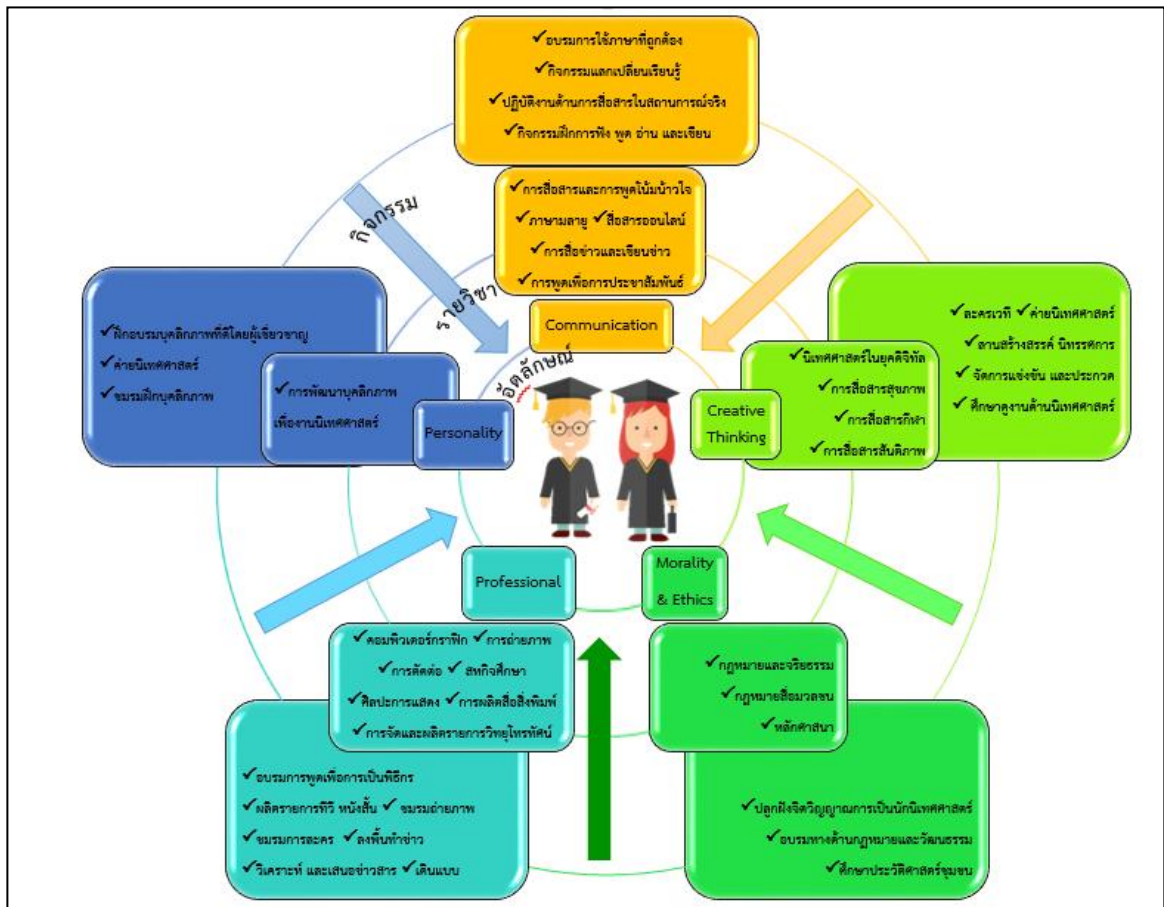 ✓อบรมการใช้ภาษาที่ถูกต้อง
✓กิจกรรมแลกเปลี่ยนเรียนรู้
✓ปฏิบัติงานด้านการสื่อสารในสถานการณ์จริง
✓กิจกรรมฝึกการฟัง พูด อ่าน และเขียน
✓การสื่อสารและการพูดโน้มน้าวใจ
✓ภาษามลายู ✓สื่อสารออนไลน์
✓การสื่อข่าวและเขียนข่าว
✓การพูดเพื่อการประชาสัมพันธ์
Communication
กิจกรรม
รายวิชา
อัตลักษณ์
✓ฝึกอบรมบุคลิกภาพที่ดีโดยผู้เชี่ยวชาญ
✓ค่ายนิเทศศาสตร์
✓ชมรมฝึกบุคลิกภาพ
✓การพัฒนาบุคลิกภาพ
เพื่องานนิเทศศาสตร์
Personality
Creative
Thinking
✓นิเทศศาสตร์ในยุคดิจิทัล
✓การสื่อสารสุขภาพ
✓การสื่อสารกีฬา
✓การสื่อสารสันติภาพ
✓ละครเวที ✓ค่ายนิเทศศาสตร์
✓ลานสร้างสรรค์ นิทรรศการ
✓จัดการแข่งขัน และประกวด
✓ศึกษาดูงานด้านนิเทศศาสตร์
Professional
✓คอมพิวเตอร์กราฟิก ✓การถ่ายภาพ
✓การตัดต่อ ✓สหกิจศึกษา
✓ศิลปะการแสดง ✓การผลิตสื่อสิ่งพิมพ์
✓การจัดและผลิตรายการวิทยุโทรทัศน์
✓อบรมการพูดเพื่อการเป็นพิธีกร
✓ผลิตรายการทีวี หนังสั้น ✓ชมรมถ่ายภาพ
✓ชมรมการละคร ✓ลงพื้นทำข่าว
✓วิเคราะห์ และเสนอข่าวสาร ✓เดินแบบ
Morality
& Ethics
✓กฎหมายและจริยธรรม
✓กฎหมายสื่อมวลชน
✓หลักศาสนา
✓ปลูกฝังจิตวิญญาณการเป็นนักนิเทศศาสตร์
✓อบรมทางด้านกฎหมายและวัฒนธรรม
✓ศึกษาประวัติศาสตร์ชุมชน